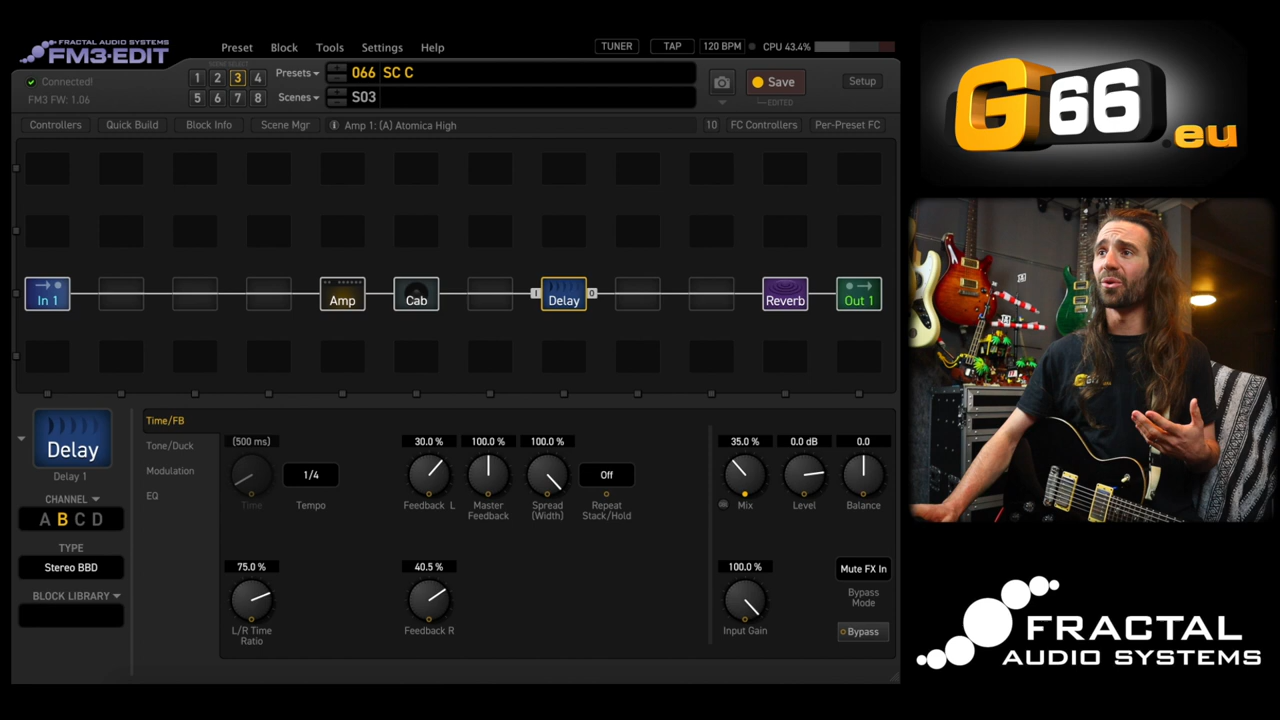 FRACTAL AUDIO SYSTEMS
FM3-EDIT
Preset Block Tools Settings Help
TUNER TAP 120 BPM CPU 43.4%
Connected!
FM3 FW: 1.06
SCENE SELECT
1 2 3 4
5 6 7 8
Presets 066 SC C
Scenes S03
Save
EDITED
Setup
Controllers Quick Build Block Info Scene Mgr Amp 1: (A) Atomica High 10 FC Controllers Per-Preset FC
In 1 Amp Cab I Delay O Reverb Out 1
Delay
Delay 1
CHANNEL
A B C D
TYPE
Stereo BBD
BLOCK LIBRARY
Time/FB
Tone/Duck
Modulation
EQ
(500 ms) 30.0 % 100.0 % 100.0 % 35.0 % 0.0 dB 0.0
1/4 Off
Time Tempo Feedback L Master Feedback Spread (Width) Repeat Stack/Hold Mix Level Balance
75.0 % 40.5 % 100.0 % Mute FX In
Bypass Mode
L/R Time Ratio Feedback R Input Gain Bypass
G66.eu
G66
FRACTAL
AUDIO SYSTEMS